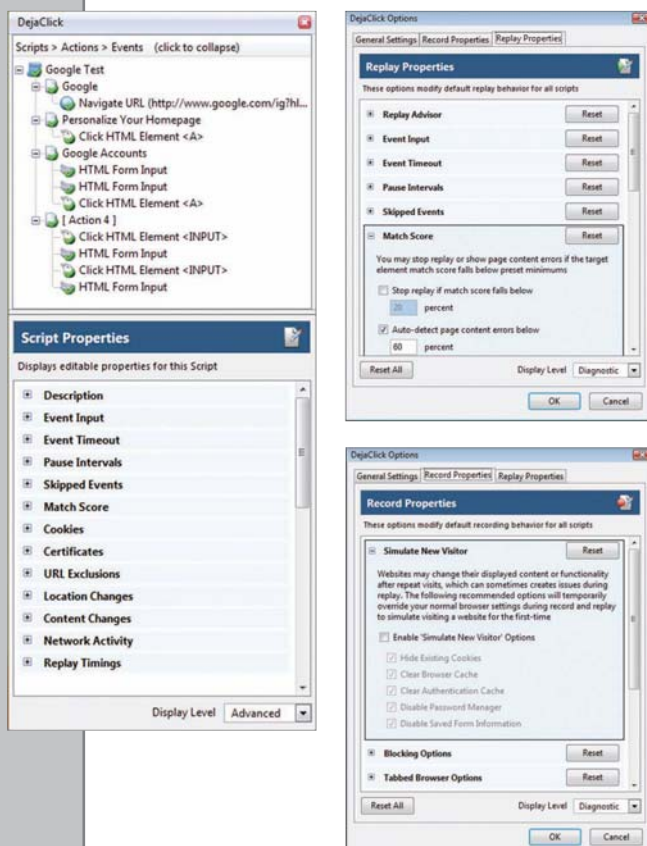 DejaClick
Scripts > Actions > Events (click to collapse)
Google Test
Google
Navigate URL (http://www.google.com/ig?hl...
Personalize Your Homepage
Click HTML Element <A>
Google Accounts
HTML Form Input
HTML Form Input
Click HTML Element <A>
[ Action 4 ]
Click HTML Element <INPUT>
HTML Form Input
Click HTML Element <INPUT>
HTML Form Input
Script Properties
Displays editable properties for this Script
Description
Event Input
Event Timeout
Pause Intervals
Skipped Events
Match Score
Cookies
Certificates
URL Exclusions
Location Changes
Content Changes
Network Activity
Replay Timings
Display Level Advanced
DejaClick Options
General Settings Record Properties Replay Properties
Replay Properties
These options modify default replay behavior for all scripts
Replay Advisor Reset
Event Input Reset
Event Timeout Reset
Pause Intervals Reset
Skipped Events Reset
Match Score Reset
You may stop replay or show page content errors if the target
element match score falls below preset minimums
Stop replay if match score falls below
20 percent
Auto-detect page content errors below
60 percent
Reset All Display Level Diagnostic
OK Cancel
DejaClick Options
General Settings Record Properties Replay Properties
Record Properties
These options modify default recording behavior for all scripts
Simulate New Visitor Reset
Websites may change their displayed content or functionality
after repeat visits, which can sometimes creates issues during
replay. The following recommended options will temporarily
override your normal browser settings during record and replay
to simulate visiting a website for the first-time
Enable 'Simulate New Visitor' Options
Hide Existing Cookies
Clear Browser Cache
Clear Authentication Cache
Disable Password Manager
Disable Saved Form Information
Blocking Options Reset
Tabbed Browser Options Reset
Reset All Display Level Diagnostic
OK Cancel